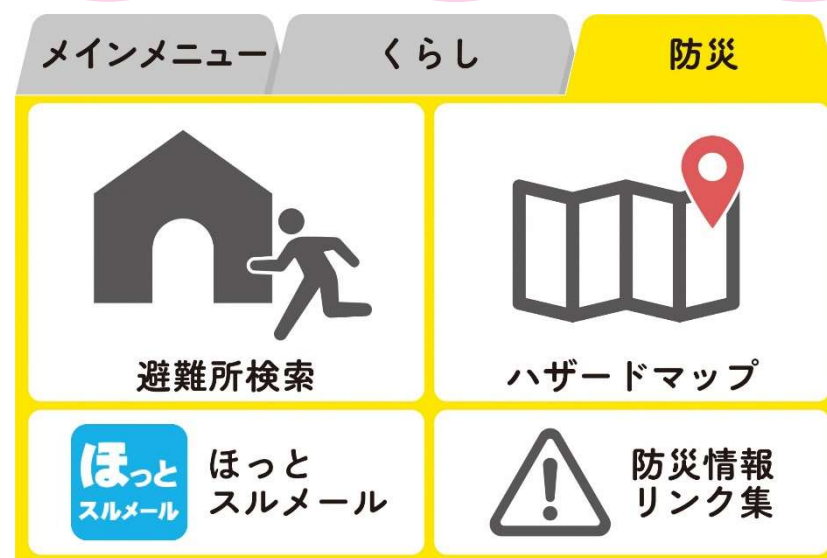 メインメニュー
くらし
防災
避難所検索
ハザードマップ
ほっと
スルメール
ほっと
スルメール
防災情報
リンク集